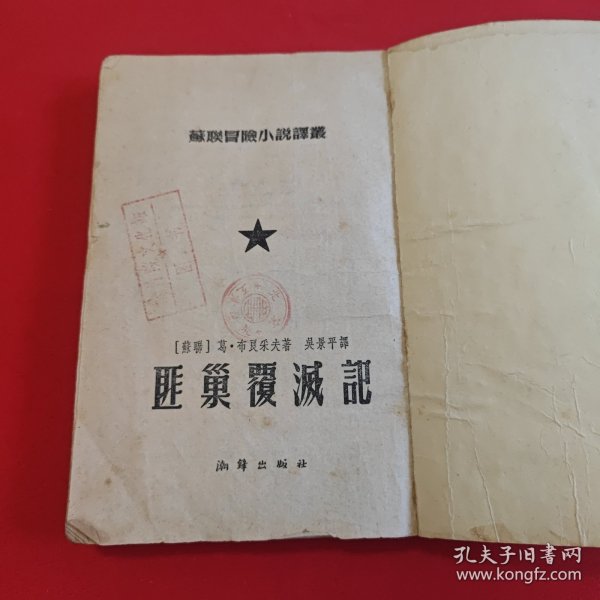 蘇聯冒險小說譯叢
[蘇聯]葛·布良采夫著 吳景平譯
匪巢覆滅記
潮鋒出版社
孔夫子旧书网
www.kongfz.com